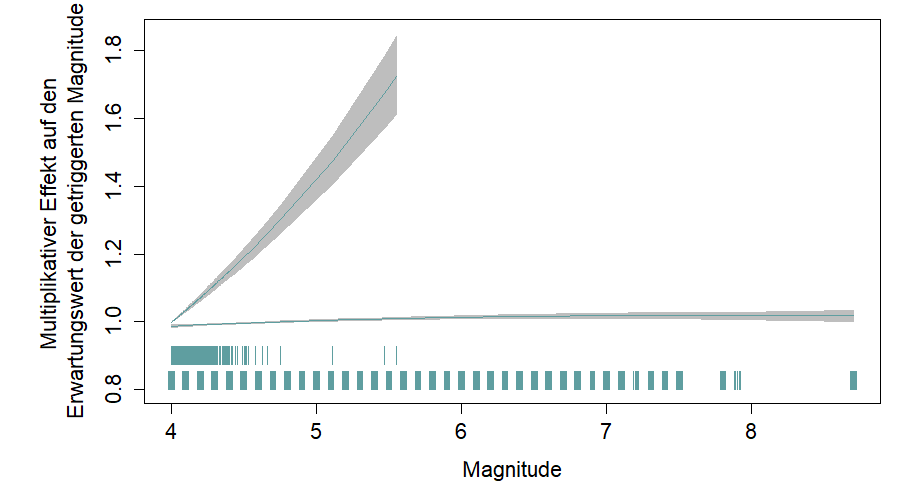 Multiplikativer Effekt auf den
Erwartungswert der getriggerten Magnitude
1.8
1.6
1.4
1.2
1.0
0.8
4 5 6 7 8
Magnitude